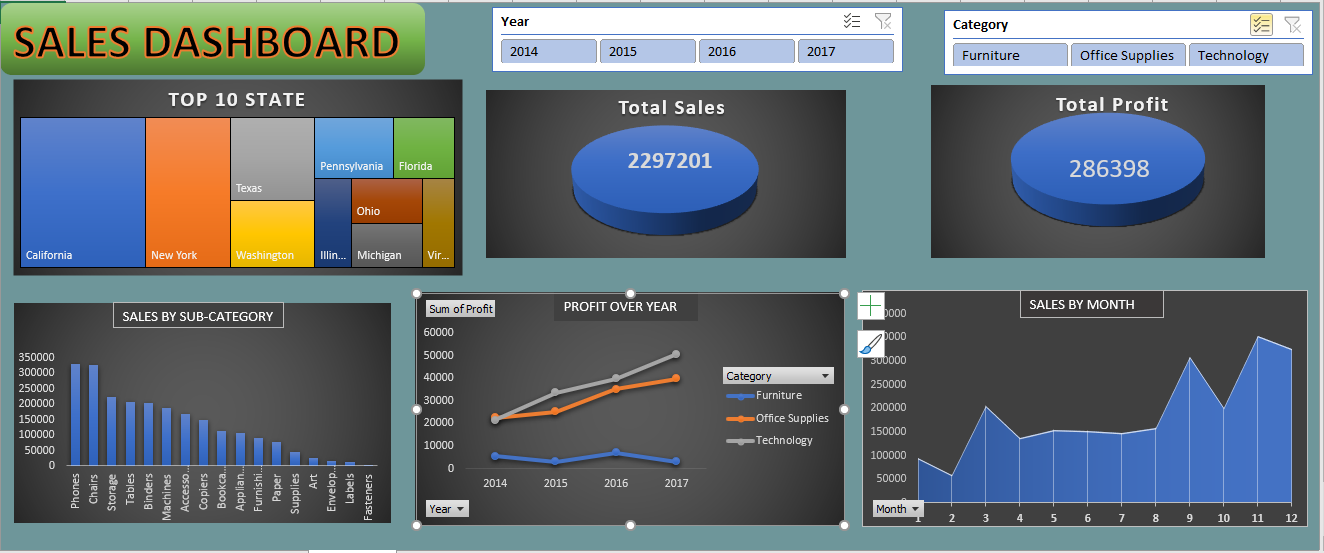 SALES DASHBOARD
Year
2014 2015 2016 2017
Category
Furniture Office Supplies Technology
TOP 10 STATE
California
New York
Texas
Washington
Pennsylvania
Florida
Illin...
Ohio
Michigan
Vir...
Total Sales
2297201
Total Profit
286398
SALES BY SUB-CATEGORY
350000
300000
250000
200000
150000
100000
50000
0
Phones
Chairs
Storage
Tables
Binders
Machines
Accesso...
Copiers
Bookca...
Applian...
Furnishi...
Paper
Supplies
Art
Envelop...
Labels
Fasteners
Sum of Profit
PROFIT OVER YEAR
60000
50000
40000
30000
20000
10000
0
2014 2015 2016 2017
Category
Furniture
Office Supplies
Technology
Year
SALES BY MONTH
300000
250000
200000
150000
100000
50000
0
Month
1 2 3 4 5 6 7 8 9 10 11 12